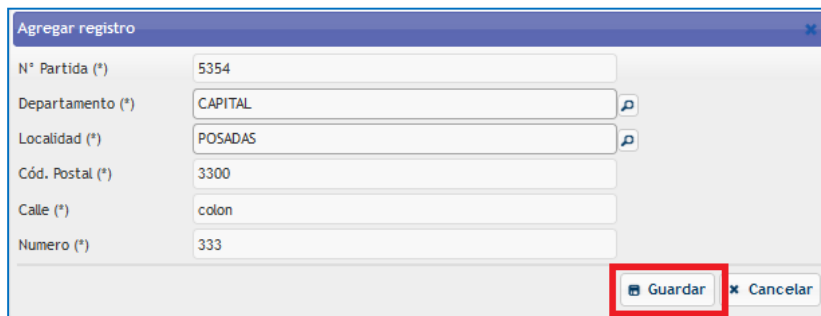 Agregar registro
N° Partida (*) 5354
Departamento (*) CAPITAL
Localidad (*) POSADAS
Cód. Postal (*) 3300
Calle (*) colon
Numero (*) 333
Guardar Cancelar